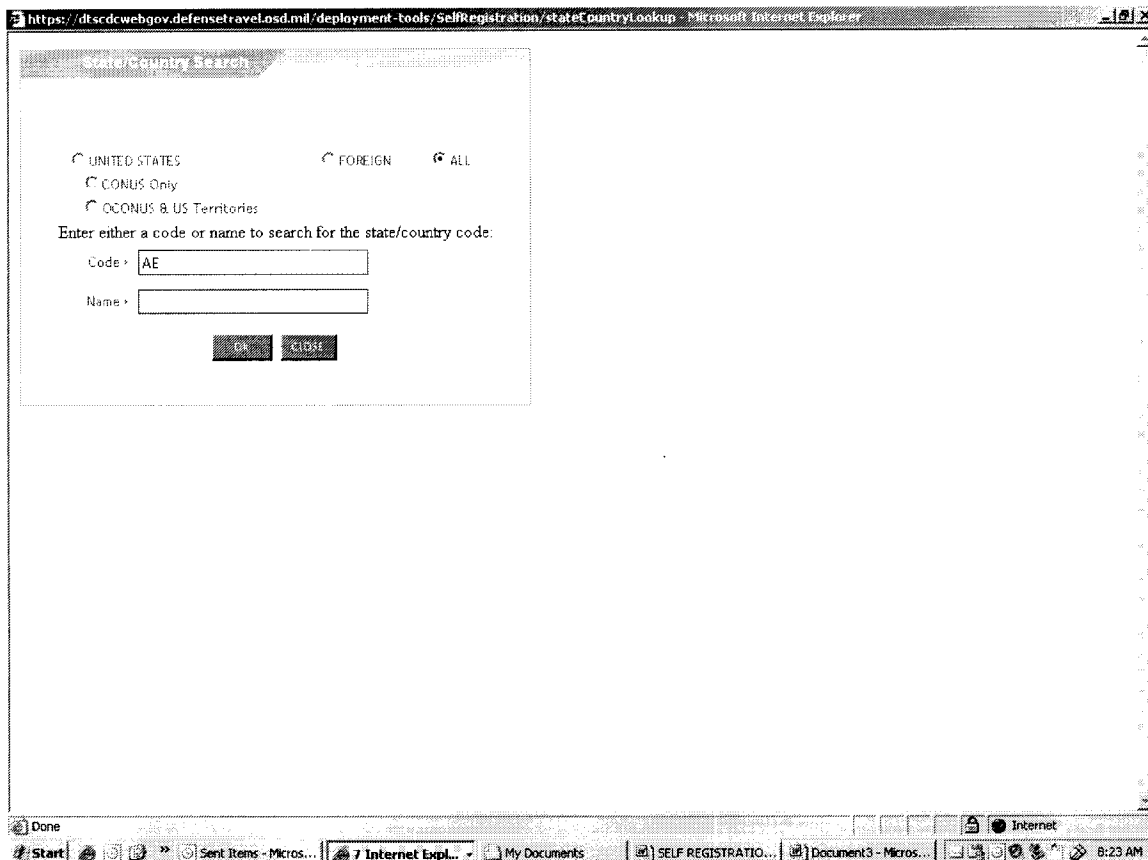 https://dtscdcwebgov.defensetravel.osd.mil/deployment-tools/SelfRegistration/stateCountryLookup - Microsoft Internet Explorer
State/Country Search
UNITED STATES FOREIGN ALL
CONUS Only
OCONUS & US Territories
Enter either a code or name to search for the state/country code:
Code AE
Name
OK CLOSE
Done Internet
Start » Sent Items - Micros... 7 Internet Expl... My Documents SELF REGISTRATIO... Document3 - Micros... 8:23 AM